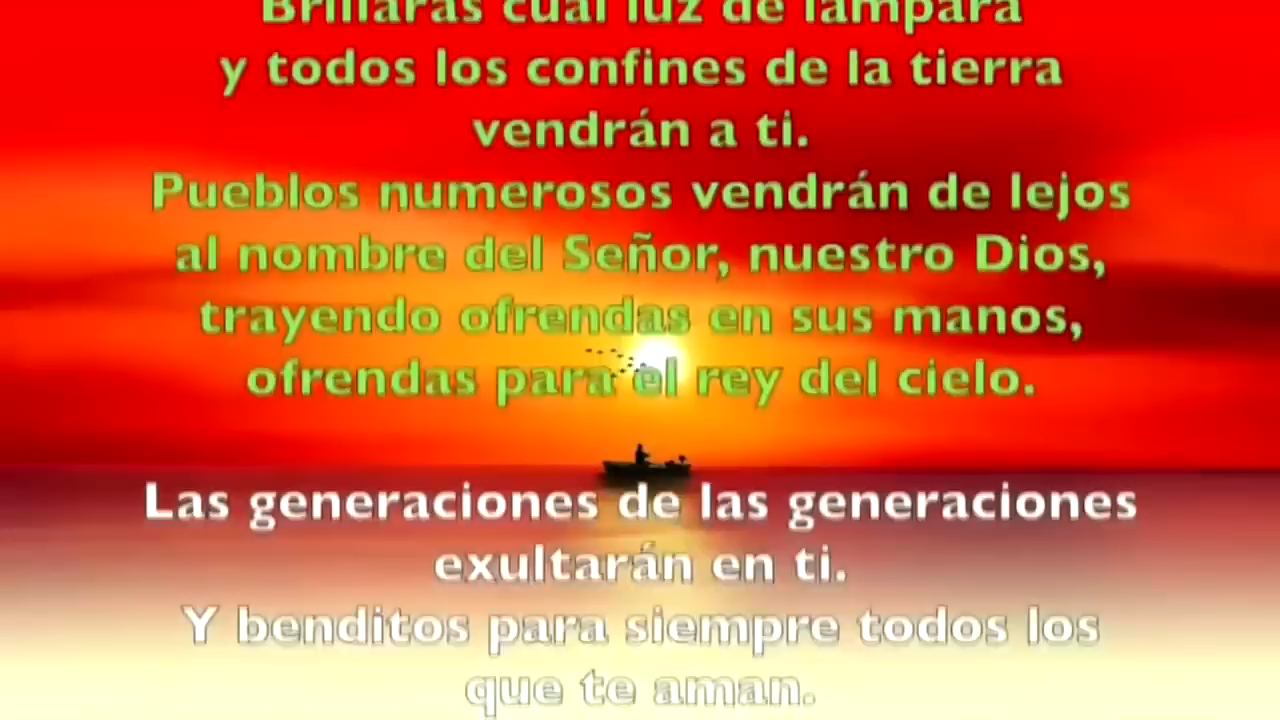 Brillarás cual luz de lámpara
y todos los confines de la tierra
vendrán a ti.
Pueblos numerosos vendrán de lejos
al nombre del Señor, nuestro Dios,
trayendo ofrendas en sus manos,
ofrendas para el rey del cielo.
Las generaciones de las generaciones
exultarán en ti.
Y benditos para siempre todos los
que te aman.